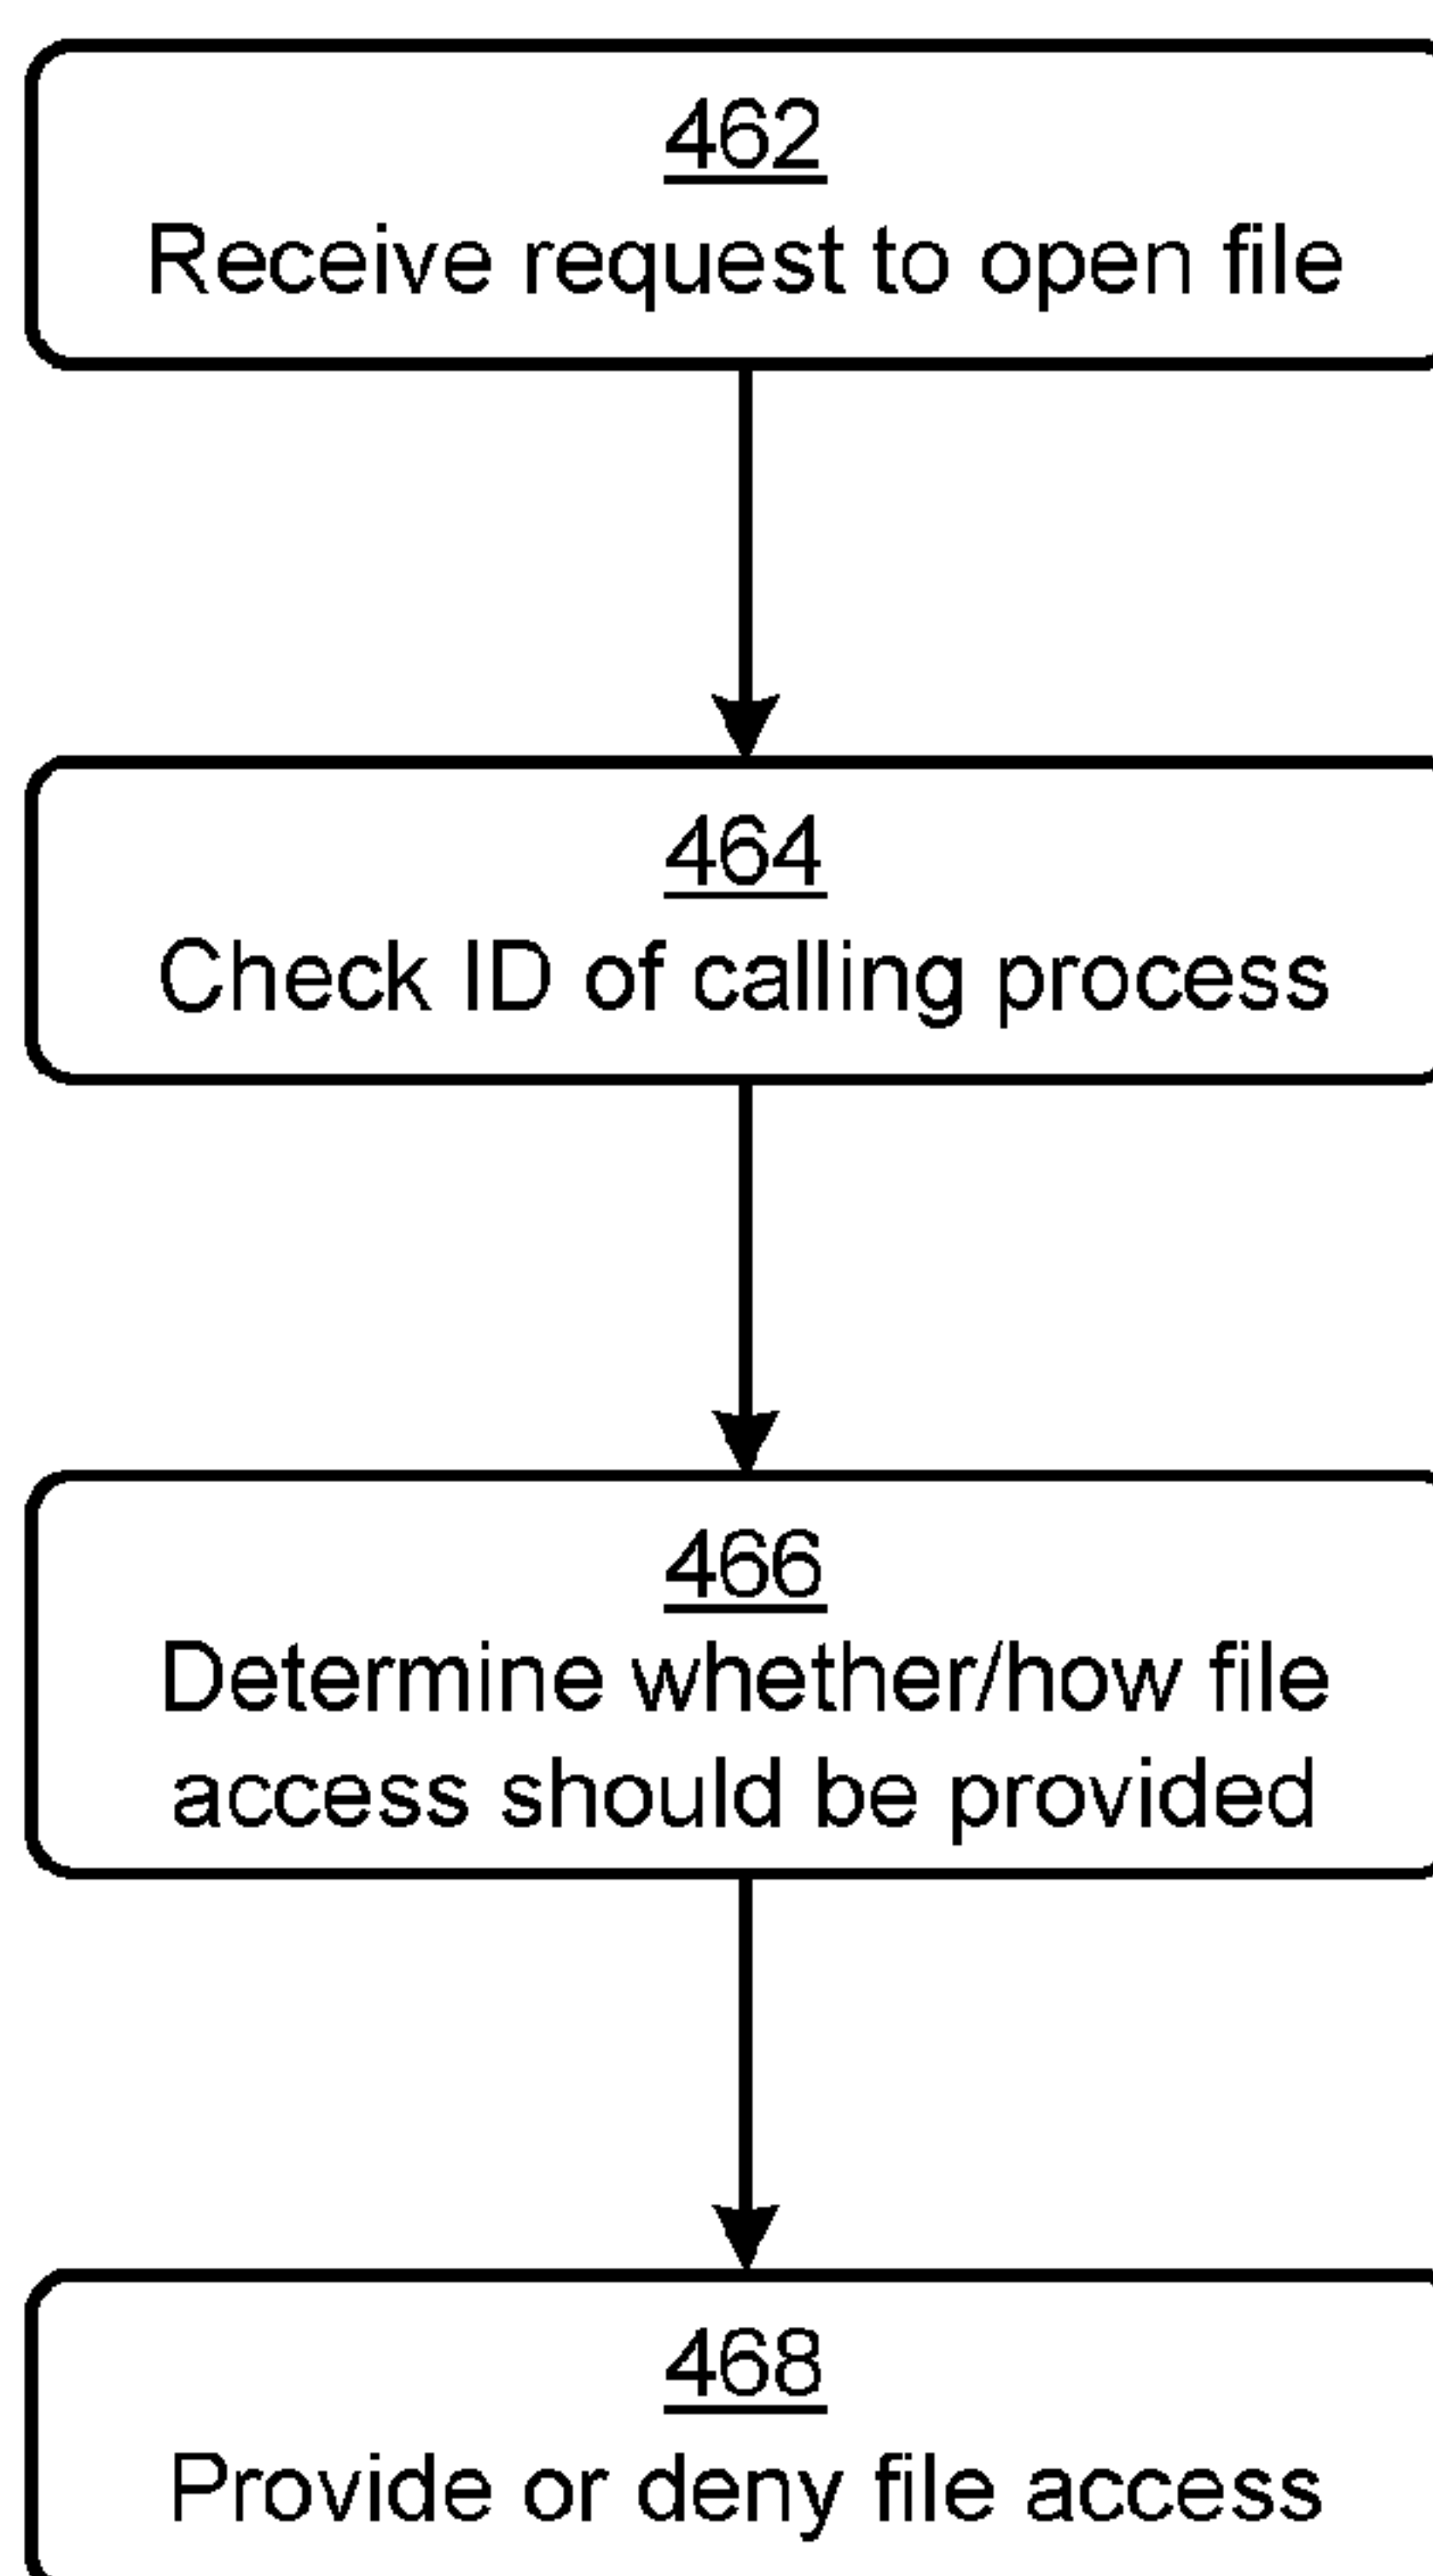 462
Receive request to open file
464
Check ID of calling process
466
Determine whether/how file
access should be provided
468
Provide or deny file access